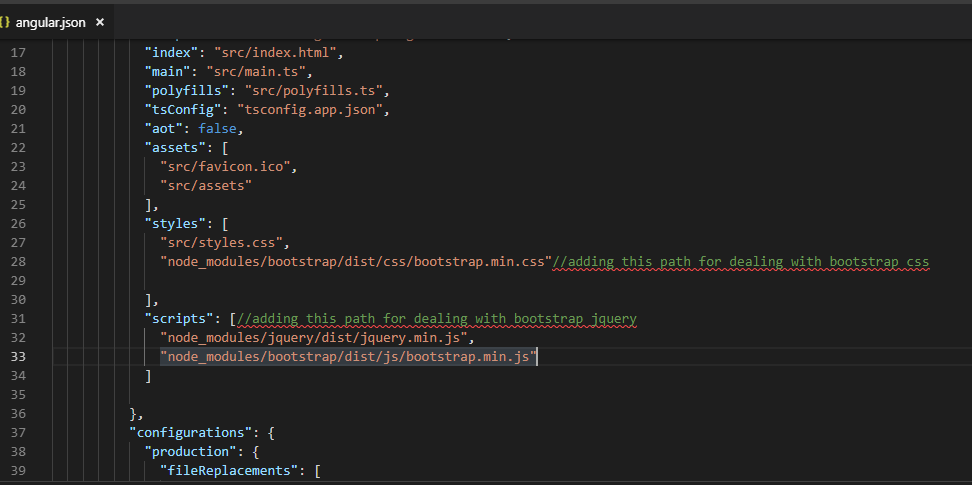 {} angular.json ×
17 "index": "src/index.html",
18 "main": "src/main.ts",
19 "polyfills": "src/polyfills.ts",
20 "tsConfig": "tsconfig.app.json",
21 "aot": false,
22 "assets": [
23 "src/favicon.ico",
24 "src/assets"
25 ],
26 "styles": [
27 "src/styles.css",
28 "node_modules/bootstrap/dist/css/bootstrap.min.css"//adding this path for dealing with bootstrap css
29
30 ],
31 "scripts": [//adding this path for dealing with bootstrap jquery
32 "node_modules/jquery/dist/jquery.min.js",
33 "node_modules/bootstrap/dist/js/bootstrap.min.js"
34 ]
35
36 },
37 "configurations": {
38 "production": {
39 "fileReplacements": [